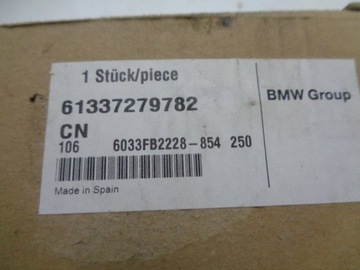 1 Stück/piece
61337279782
BMW Group
CN
106 6033FB2228-854 250
Made in Spain